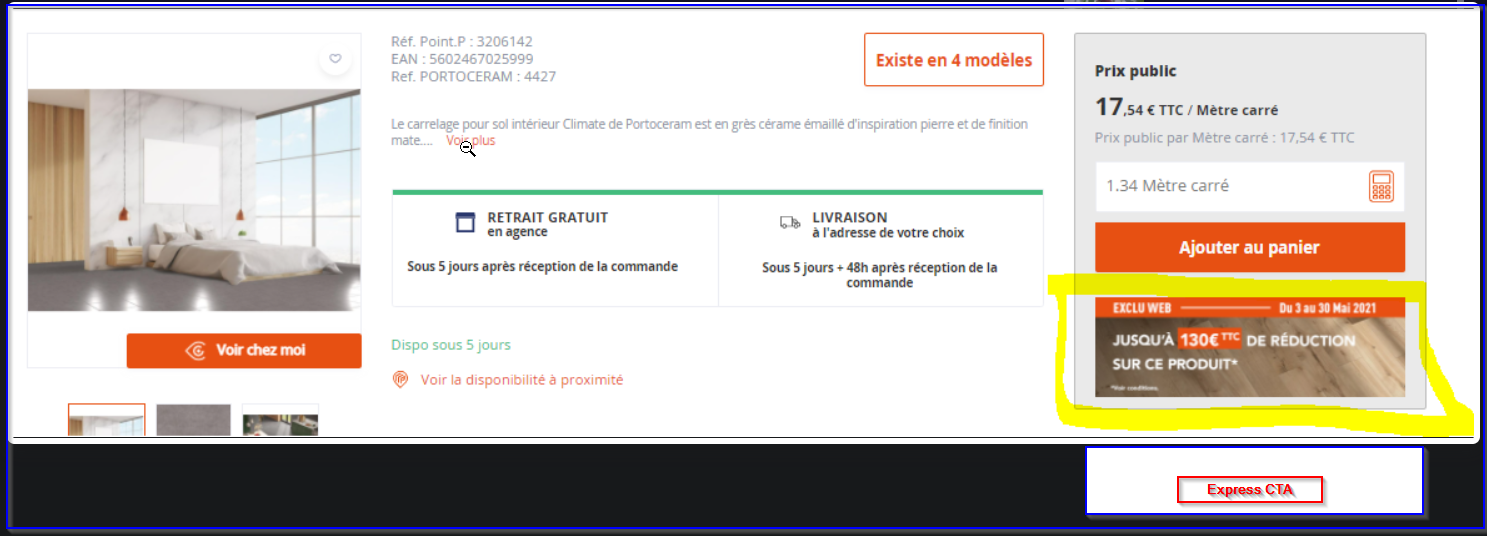 Réf. Point.P : 3206142
EAN : 5602467025999
Ref. PORTOCERAM : 4427
Existe en 4 modèles
Le carrelage pour sol intérieur Climate de Portoceram est en grès cérame émaillé d'inspiration pierre et de finition
mate.... Voir plus
RETRAIT GRATUIT
en agence
Sous 5 jours après réception de la commande
LIVRAISON
à l'adresse de votre choix
Sous 5 jours + 48h après réception de la
commande
Voir chez moi
Dispo sous 5 jours
Voir la disponibilité à proximité
Prix public
17,54 € TTC / Mètre carré
Prix public par Mètre carré : 17,54 € TTC
1.34 Mètre carré
Ajouter au panier
EXCLU WEB Du 3 au 30 Mai 2021
JUSQU'À 130€ TTC DE RÉDUCTION
SUR CE PRODUIT*
*Voir conditions.
Express CTA